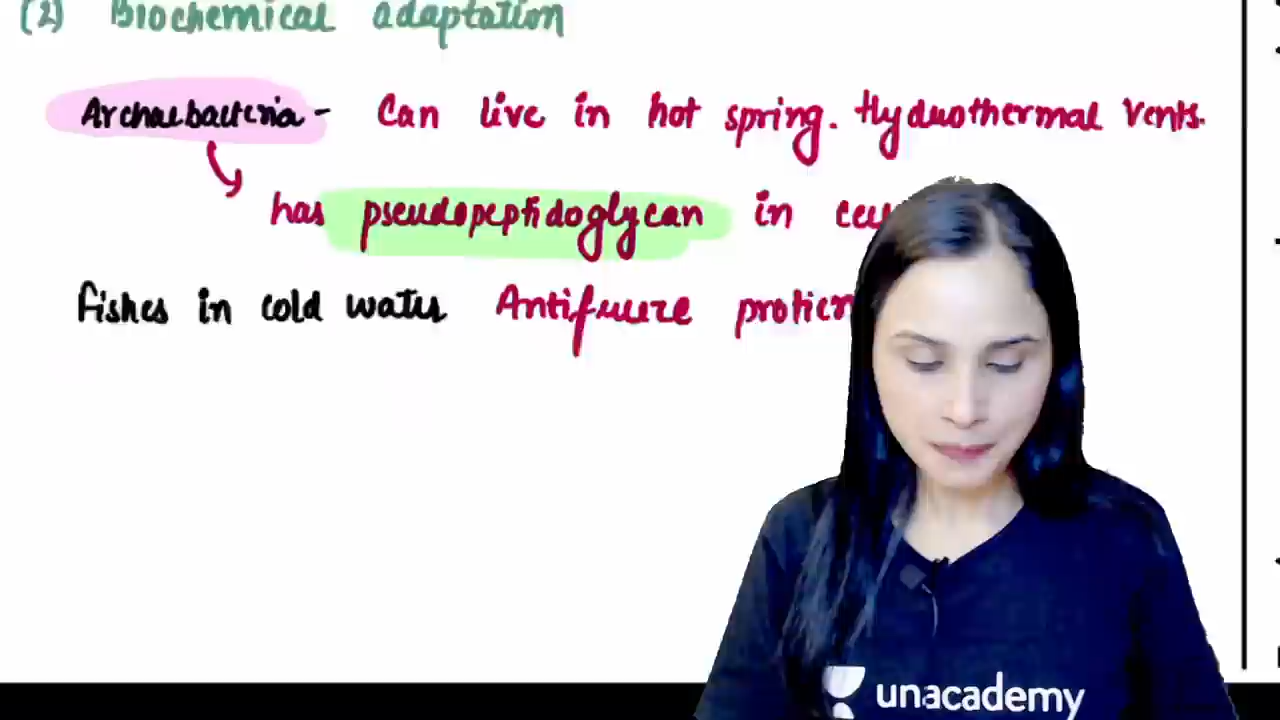 (2) Biochemical adaptation
Archaebacteria - Can live in hot spring. Hydrothermal vents.
has pseudopeptidoglycan in
Fishes in cold water Antifreeze
unacademy